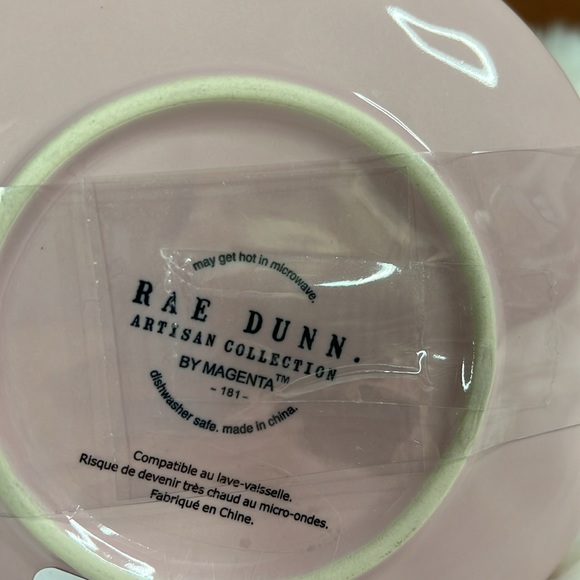 may get hot in microwave.
RAE DUNN.
ARTISAN COLLECTION
BY MAGENTA™
- 181 -
dishwasher safe. made in china.
Compatible au lave-vaisselle.
Risque de devenir très chaud au micro-ondes.
Fabriqué en Chine.